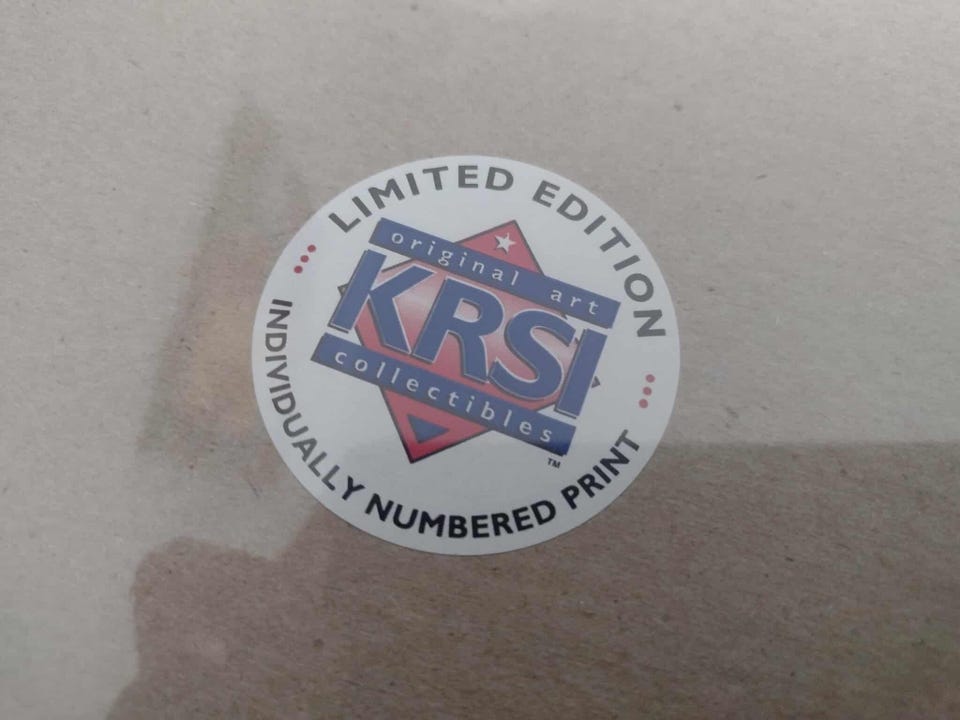 LIMITED EDITION
original art
KRSI
collectibles
TM
INDIVIDUALLY NUMBERED PRINT